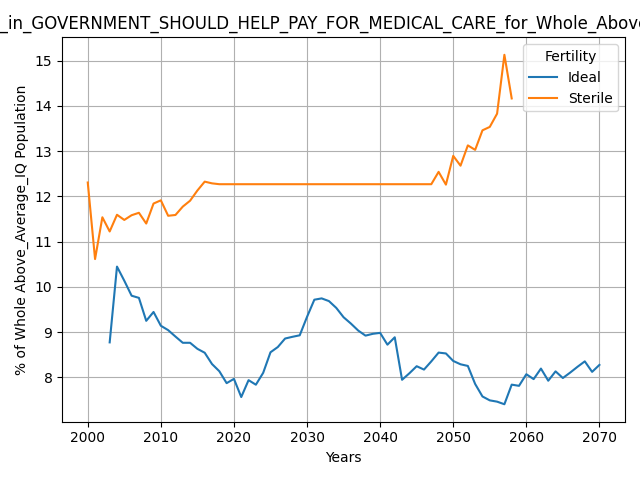 _in_GOVERNMENT_SHOULD_HELP_PAY_FOR_MEDICAL_CARE_for_Whole_Above
Fertility
Ideal
Sterile
% of Whole Above_Average_IQ Population
15
14
13
12
11
10
9
8
2000 2010 2020 2030 2040 2050 2060 2070
Years